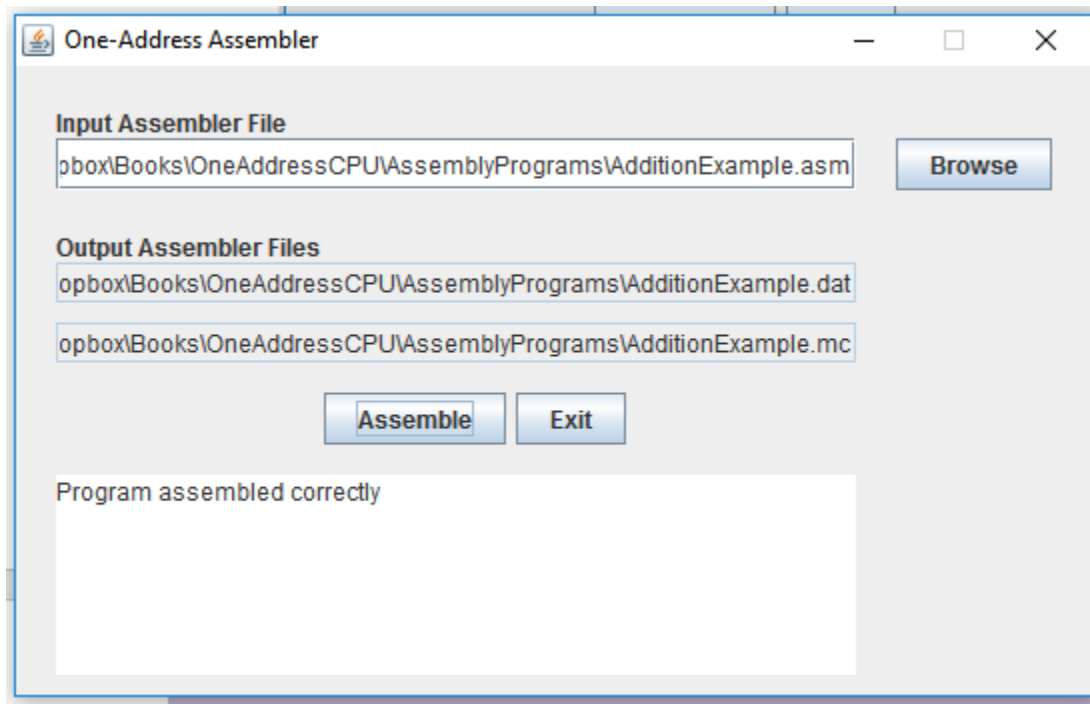 One-Address Assembler
Input Assembler File
pbox\Books\OneAddressCPU\AssemblyPrograms\AdditionExample.asm
Browse
Output Assembler Files
opbox\Books\OneAddressCPU\AssemblyPrograms\AdditionExample.dat
opbox\Books\OneAddressCPU\AssemblyPrograms\AdditionExample.mc
Assemble Exit
Program assembled correctly